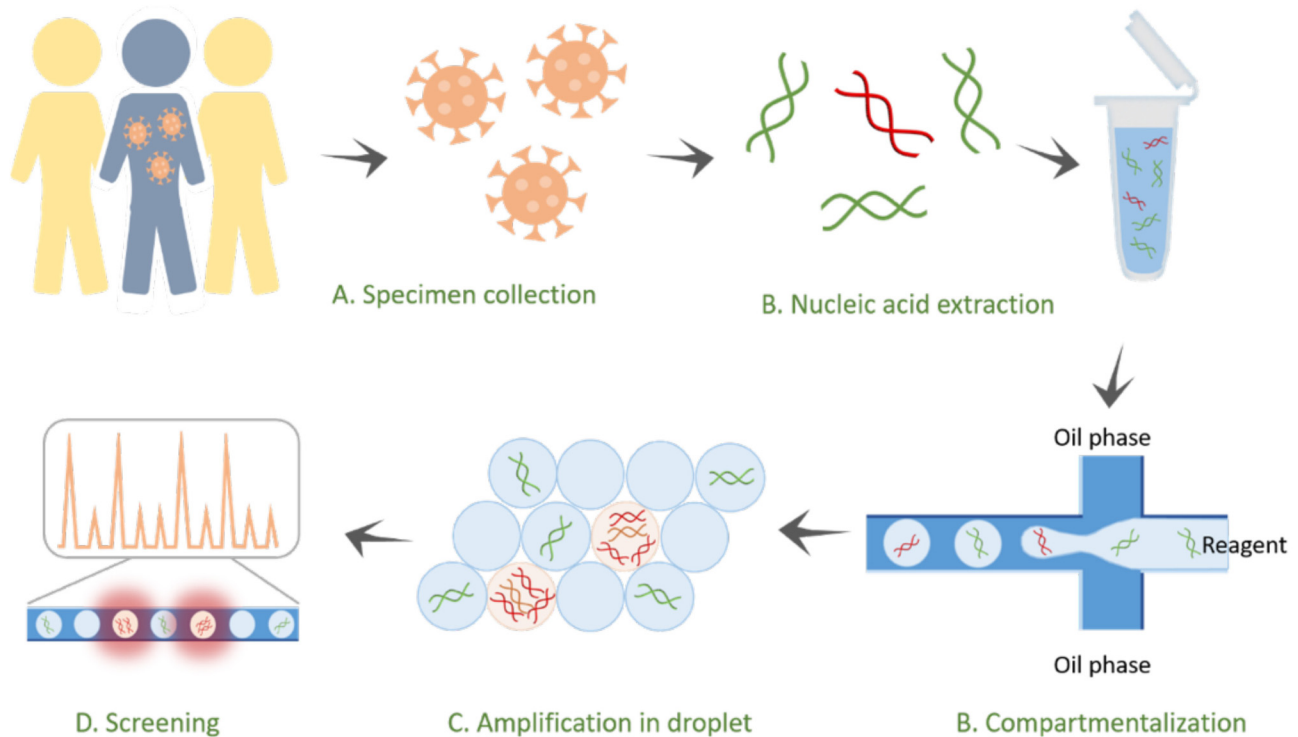 A. Specimen collection
B. Nucleic acid extraction
Oil phase
Reagent
Oil phase
B. Compartmentalization
C. Amplification in droplet
D. Screening